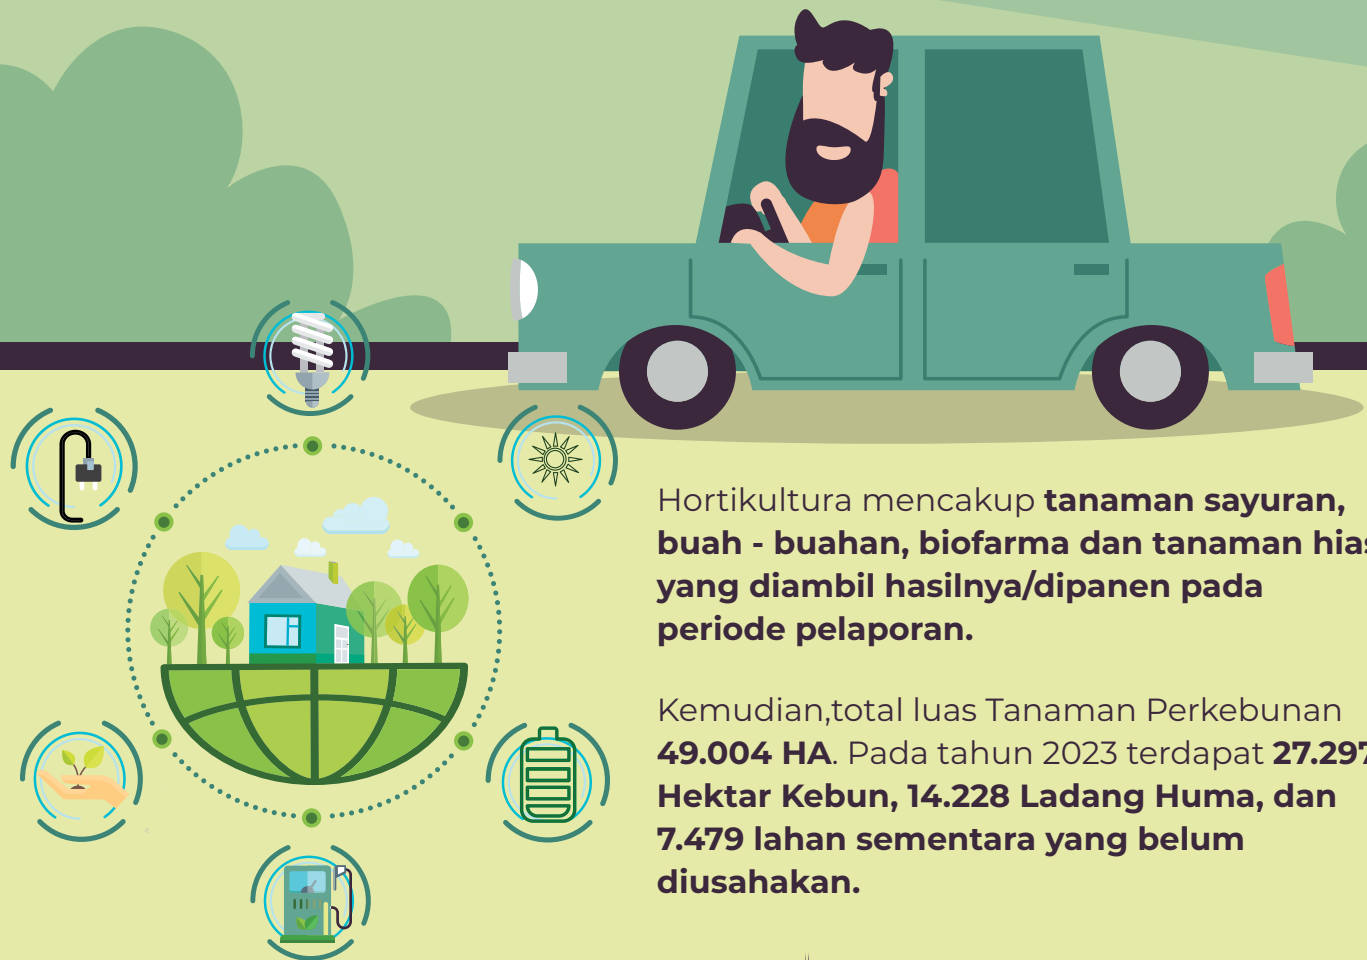 Hortikultura mencakup tanaman sayuran,
buah - buahan, biofarma dan tanaman hias
yang diambil hasilnya/dipanen pada
periode pelaporan.
Kemudian,total luas Tanaman Perkebunan
49.004 HA. Pada tahun 2023 terdapat 27.297
Hektar Kebun, 14.228 Ladang Huma, dan
7.479 lahan sementara yang belum
diusahakan.